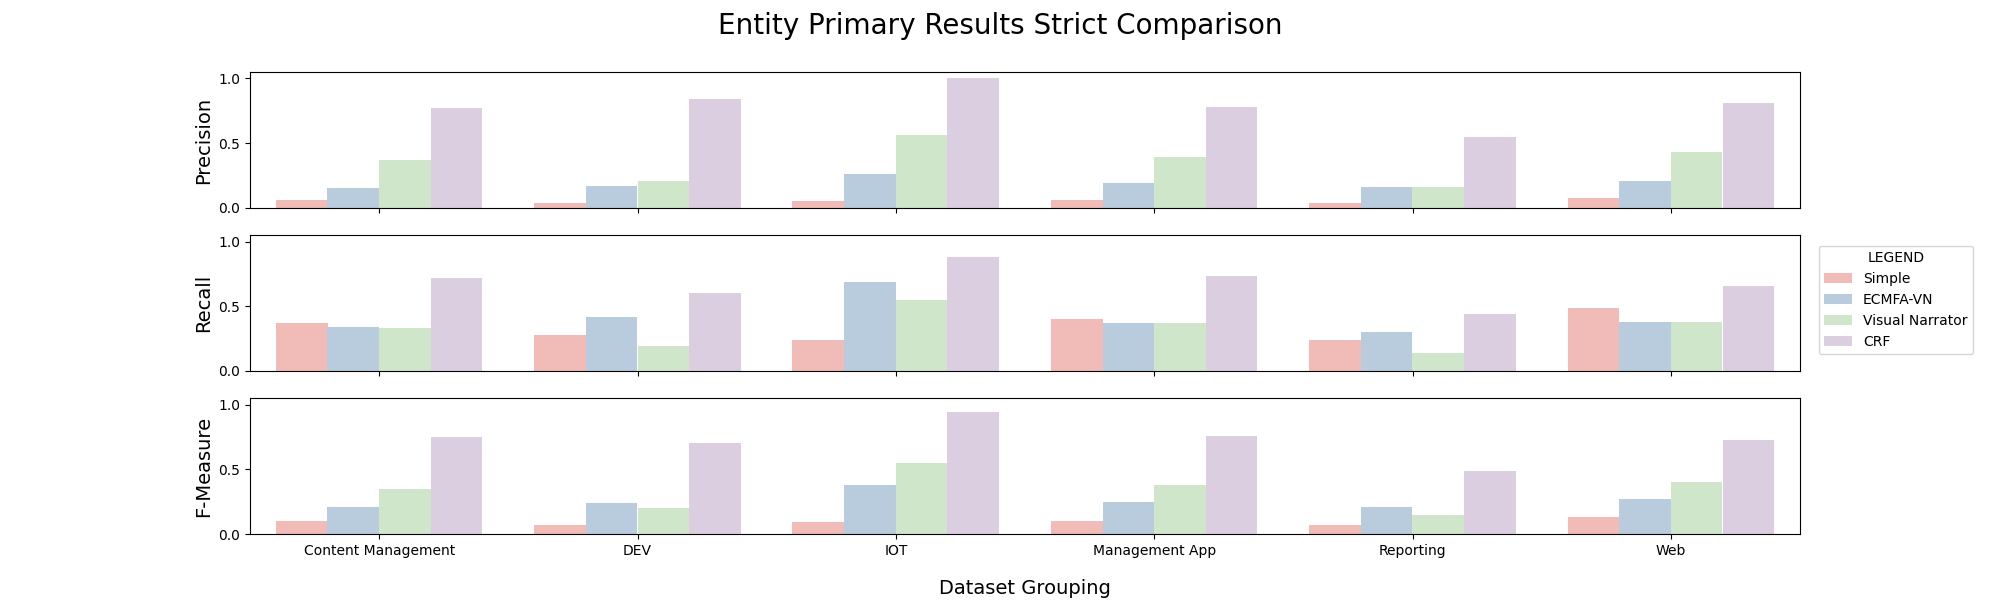 Entity Primary Results Strict Comparison
Precision
1.0
0.5
0.0
Recall
1.0
0.5
0.0
F-Measure
1.0
0.5
0.0
Content Management DEV IOT Management App Reporting Web
Dataset Grouping
LEGEND
Simple
ECMFA-VN
Visual Narrator
CRF